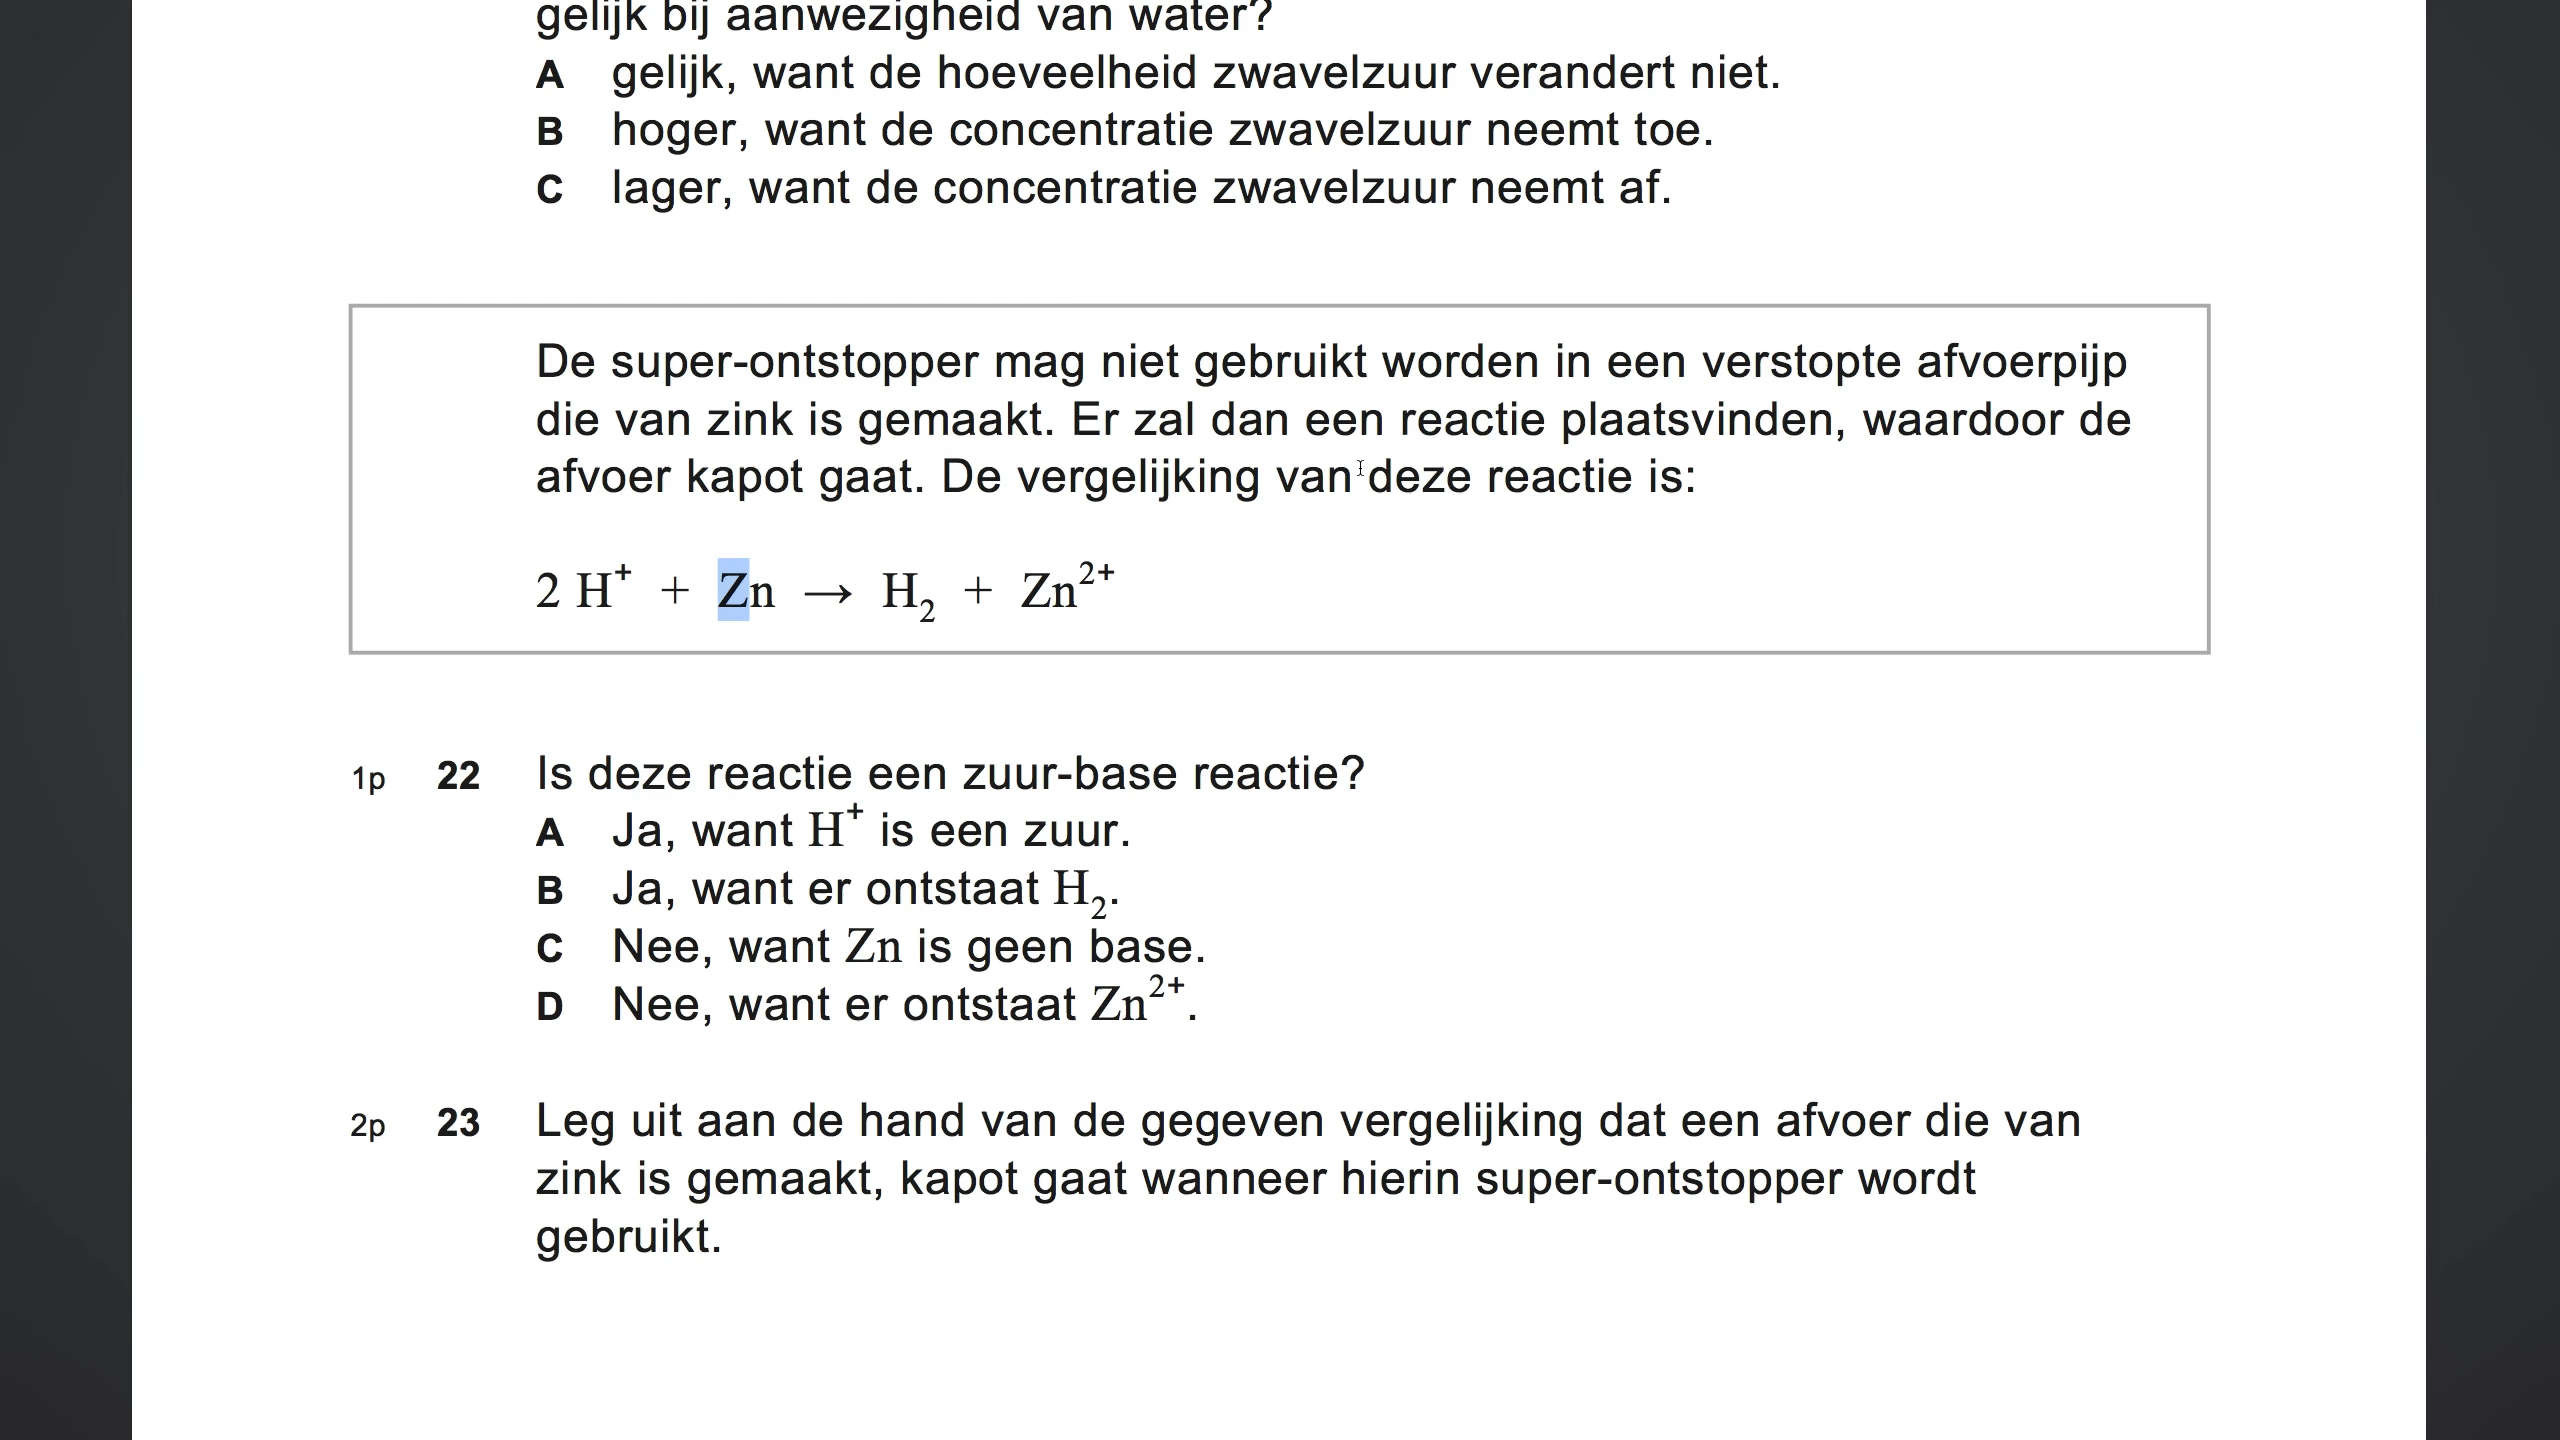 gelijk bij aanwezigheid van water?
A gelijk, want de hoeveelheid zwavelzuur verandert niet.
B hoger, want de concentratie zwavelzuur neemt toe.
C lager, want de concentratie zwavelzuur neemt af.
De super-ontstopper mag niet gebruikt worden in een verstopte afvoerpijp
die van zink is gemaakt. Er zal dan een reactie plaatsvinden, waardoor de
afvoer kapot gaat. De vergelijking van deze reactie is:
2 H⁺ + Zn → H₂ + Zn²⁺
1p 22 Is deze reactie een zuur-base reactie?
A Ja, want H⁺ is een zuur.
B Ja, want er ontstaat H₂.
C Nee, want Zn is geen base.
D Nee, want er ontstaat Zn²⁺.
2p 23 Leg uit aan de hand van de gegeven vergelijking dat een afvoer die van
zink is gemaakt, kapot gaat wanneer hierin super-ontstopper wordt
gebruikt.